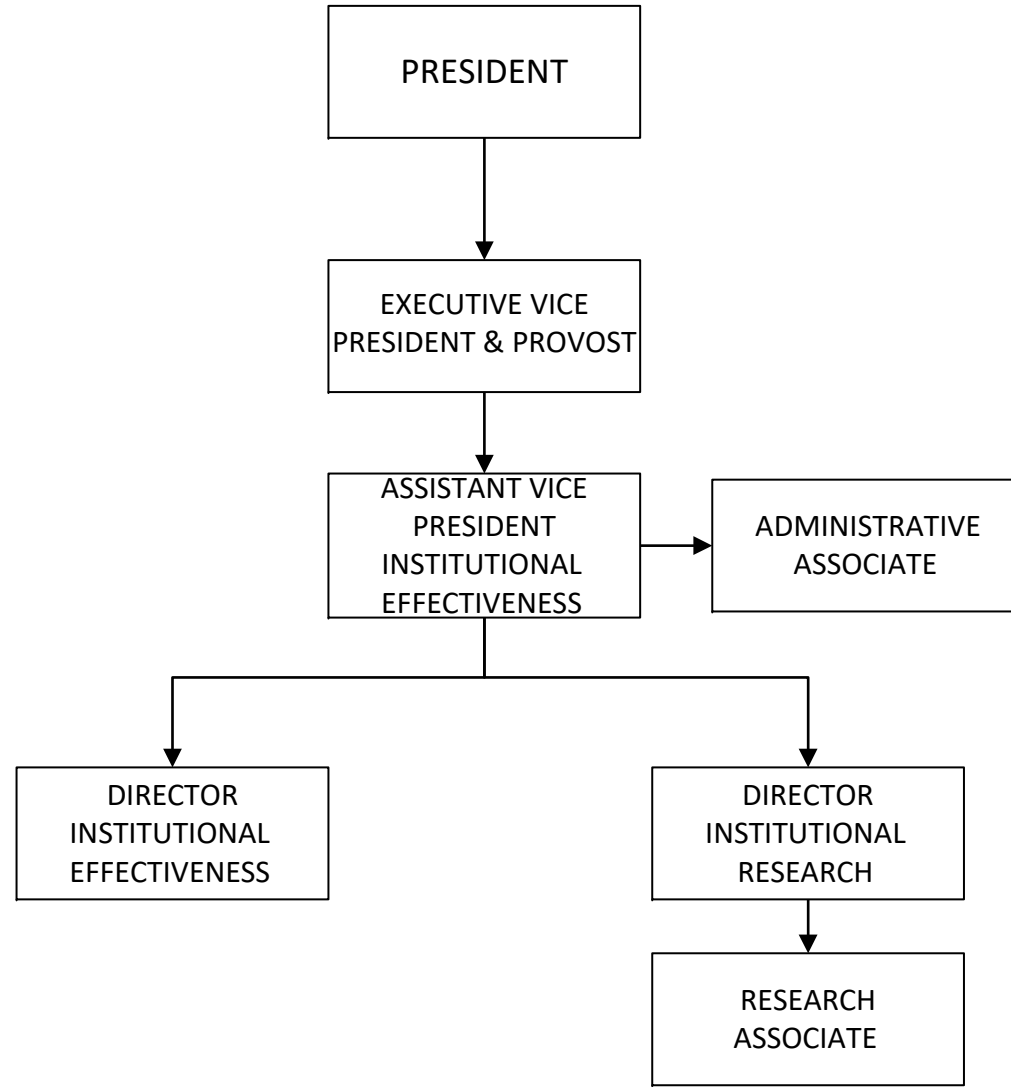 PRESIDENT
EXECUTIVE VICE
PRESIDENT & PROVOST
ASSISTANT VICE
PRESIDENT
INSTITUTIONAL
EFFECTIVENESS
ADMINISTRATIVE
ASSOCIATE
DIRECTOR
INSTITUTIONAL
EFFECTIVENESS
DIRECTOR
INSTITUTIONAL
RESEARCH
RESEARCH
ASSOCIATE